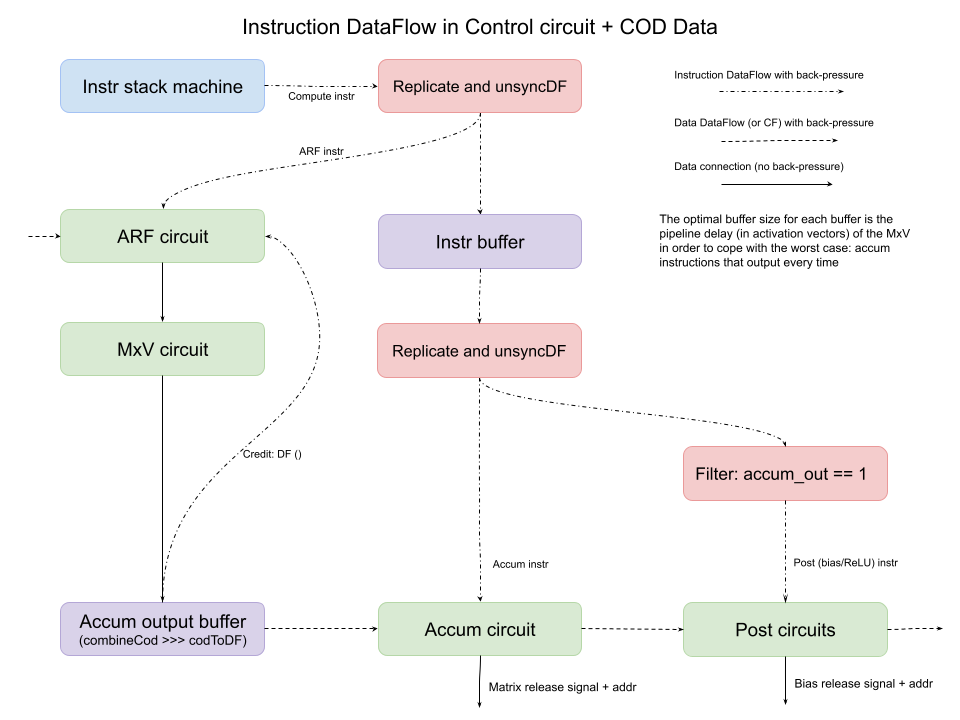 Instruction DataFlow in Control circuit + COD Data
Instr stack machine
Compute instr
Replicate and unsyncDF
Instruction DataFlow with back-pressure
Data DataFlow (or CF) with back-pressure
Data connection (no back-pressure)
ARF instr
ARF circuit
Instr buffer
The optimal buffer size for each buffer is the
pipeline delay (in activation vectors) of the MxV
in order to cope with the worst case: accum
instructions that output every time
MxV circuit
Replicate and unsyncDF
Credit: DF ()
Filter: accum_out == 1
Accum instr
Post (bias/ReLU) instr
Accum output buffer
(combineCod >>> codToDF)
Accum circuit
Post circuits
Matrix release signal + addr
Bias release signal + addr